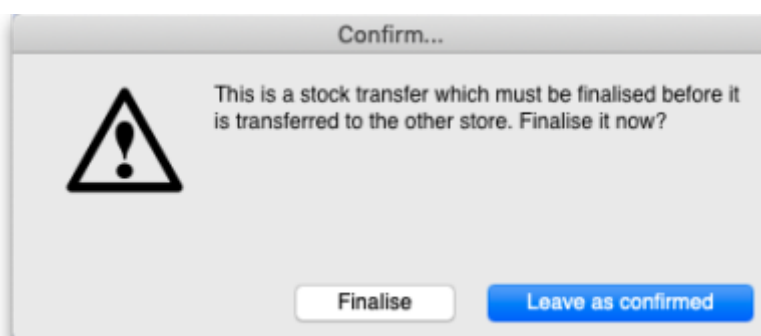 Confirm...
This is a stock transfer which must be finalised before it
is transferred to the other store. Finalise it now?
Finalise
Leave as confirmed